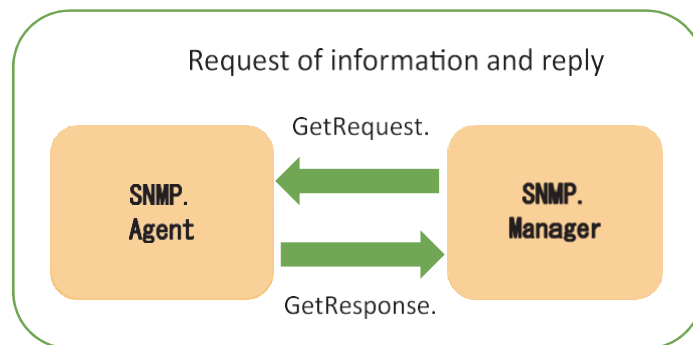 Request of information and reply
GetRequest.
SNMP.
Agent
SNMP.
Manager
GetResponse.